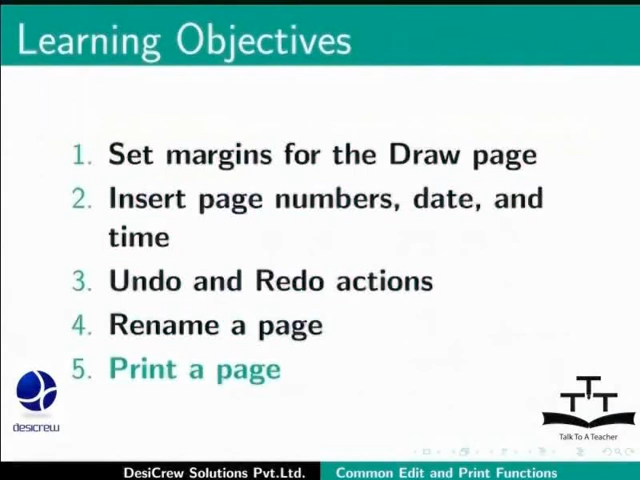 Learning Objectives
1. Set margins for the Draw page
2. Insert page numbers, date, and
time
3. Undo and Redo actions
4. Rename a page
5. Print a page
desicrew
TTT
Talk To A Teacher
DesiCrew Solutions Pvt.Ltd. Common Edit and Print Functions